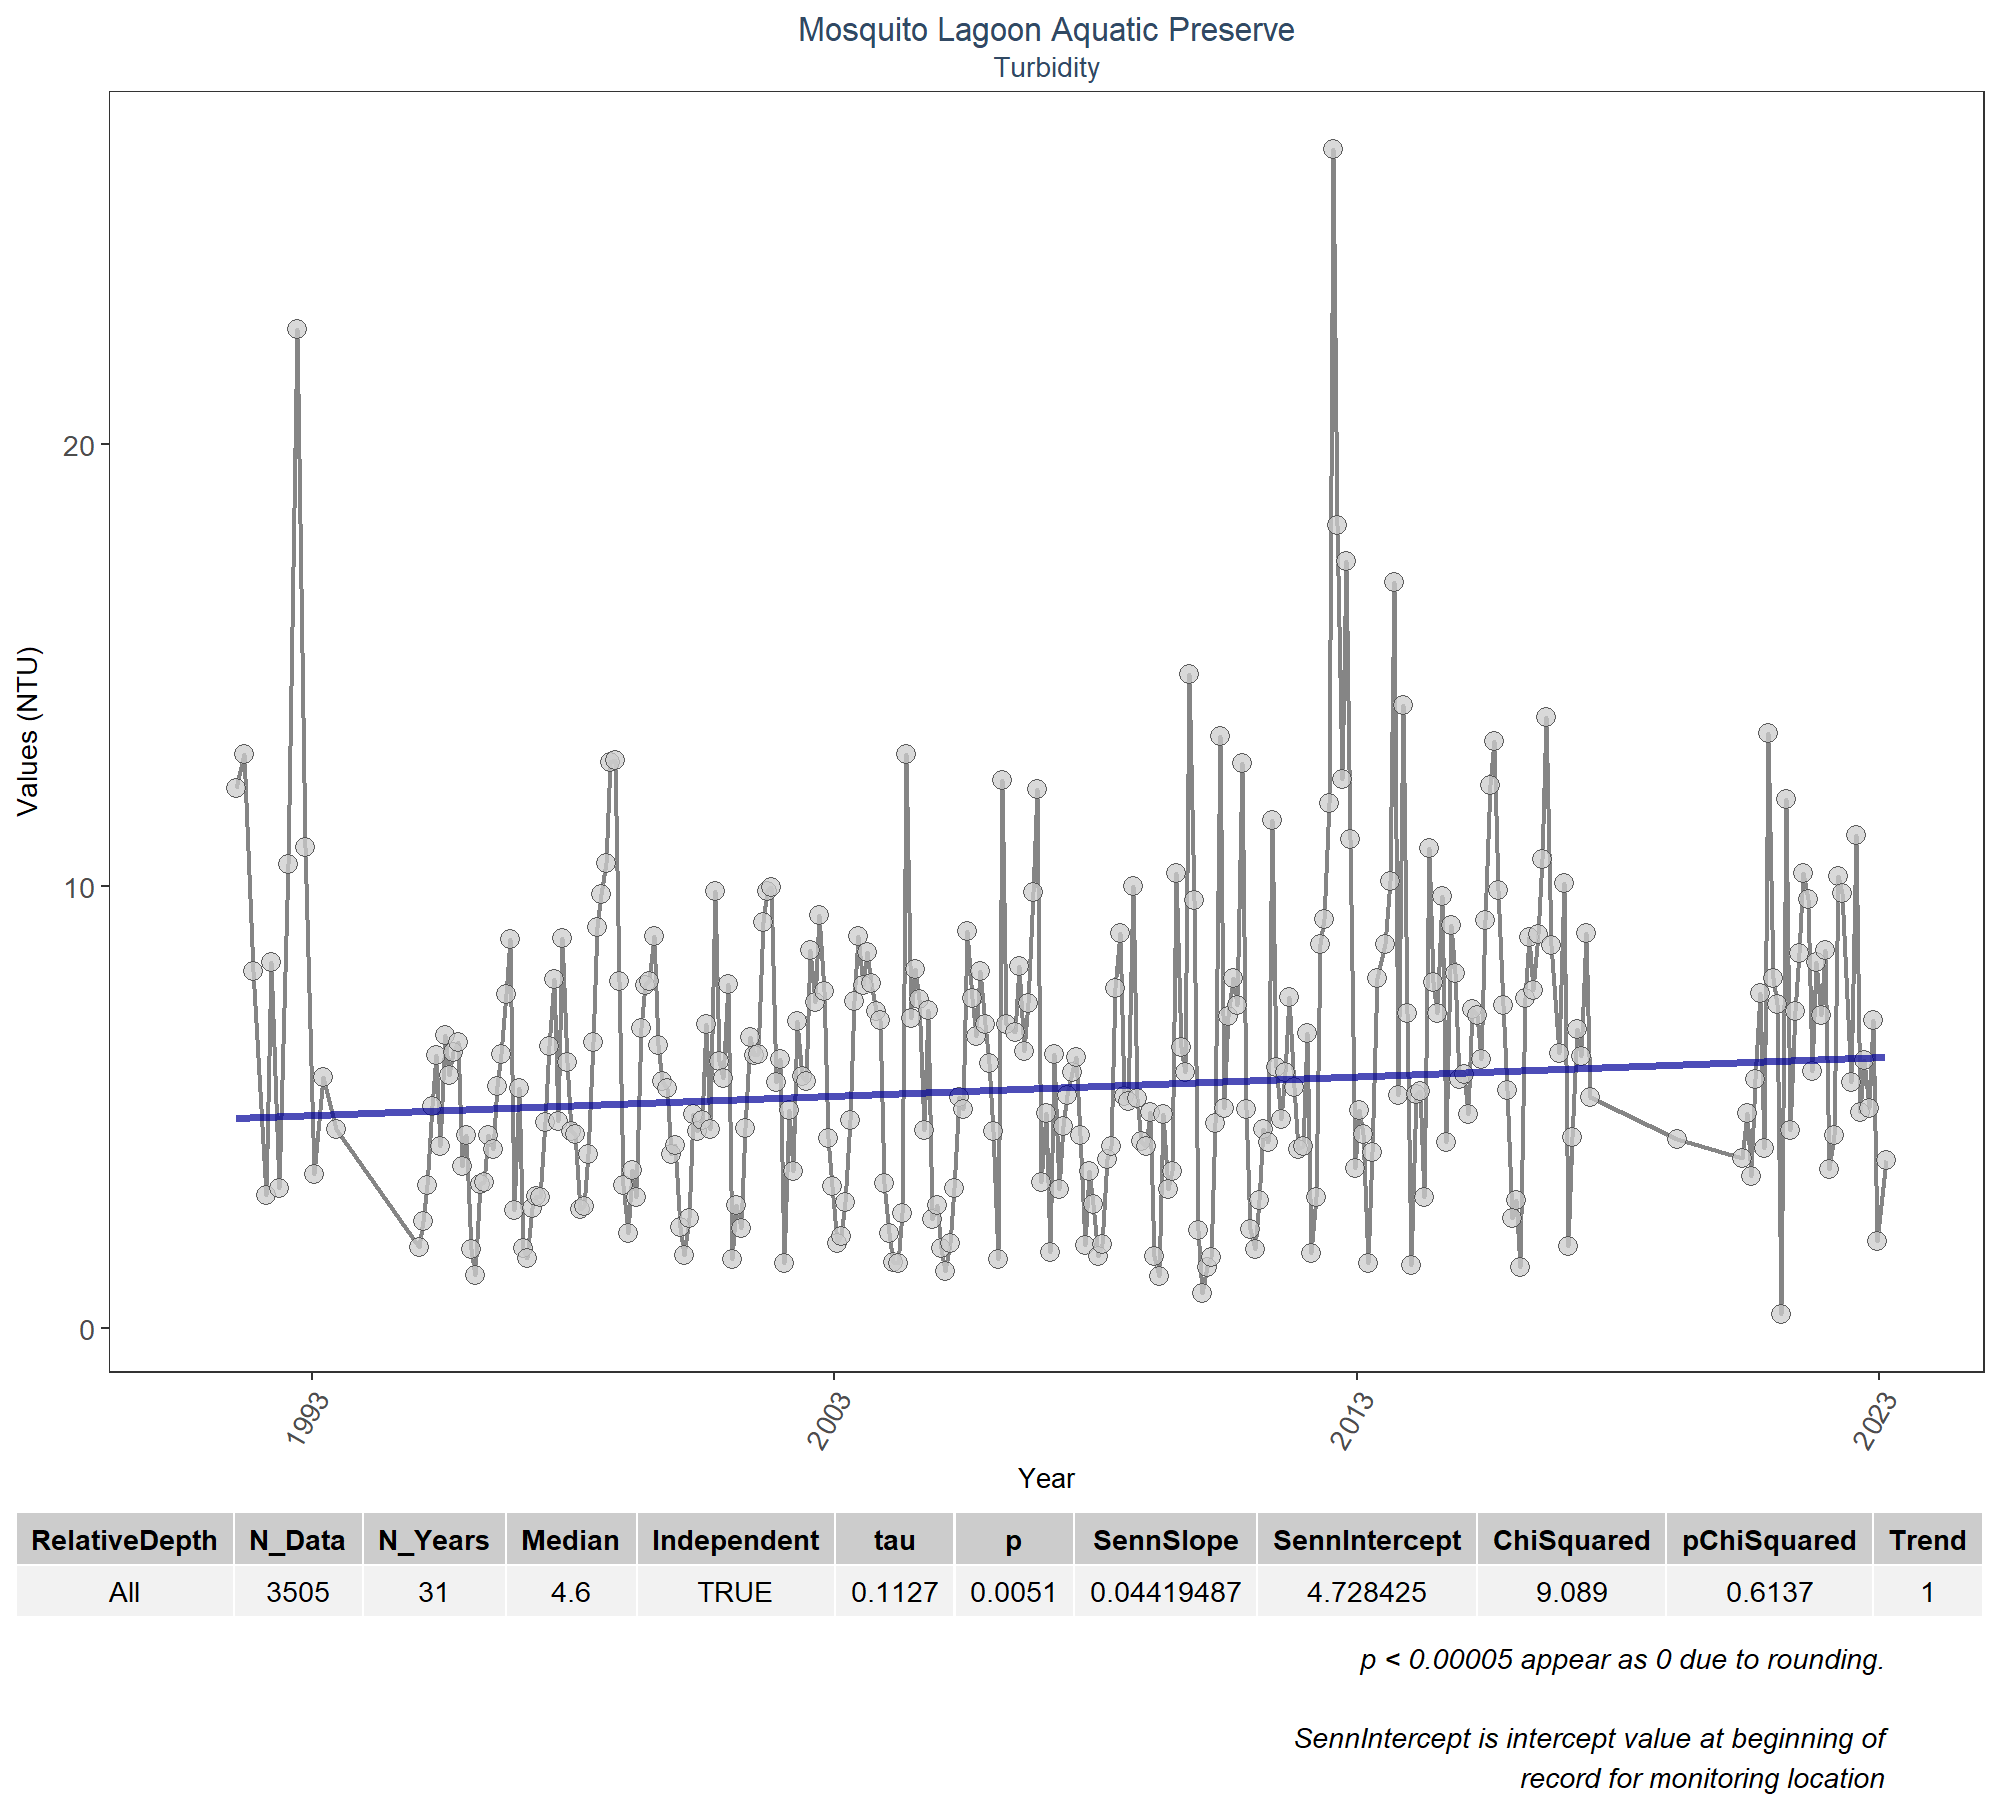 Mosquito Lagoon Aquatic Preserve
Turbidity
Values (NTU)
20
10
0
1993
2003
2013
2023
Year
RelativeDepth N_Data N_Years Median Independent tau p SennSlope SennIntercept ChiSquared pChiSquared Trend
All 3505 31 4.6 TRUE 0.1127 0.0051 0.04419487 4.728425 9.089 0.6137 1
p < 0.00005 appear as 0 due to rounding.
SennIntercept is intercept value at beginning of
record for monitoring location